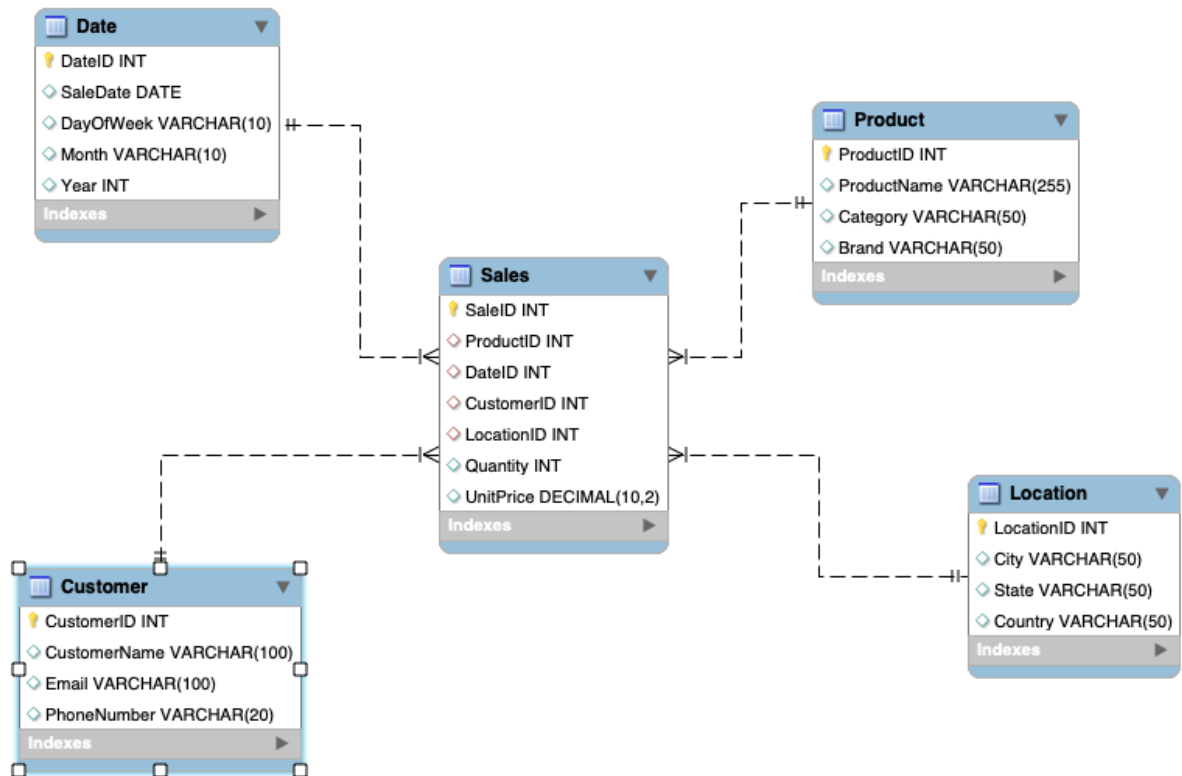 Date
DateID INT
SaleDate DATE
DayOfWeek VARCHAR(10)
Month VARCHAR(10)
Year INT
Indexes
Product
ProductID INT
ProductName VARCHAR(255)
Category VARCHAR(50)
Brand VARCHAR(50)
Indexes
Sales
SaleID INT
ProductID INT
DateID INT
CustomerID INT
LocationID INT
Quantity INT
UnitPrice DECIMAL(10,2)
Indexes
Location
LocationID INT
City VARCHAR(50)
State VARCHAR(50)
Country VARCHAR(50)
Indexes
Customer
CustomerID INT
CustomerName VARCHAR(100)
Email VARCHAR(100)
PhoneNumber VARCHAR(20)
Indexes